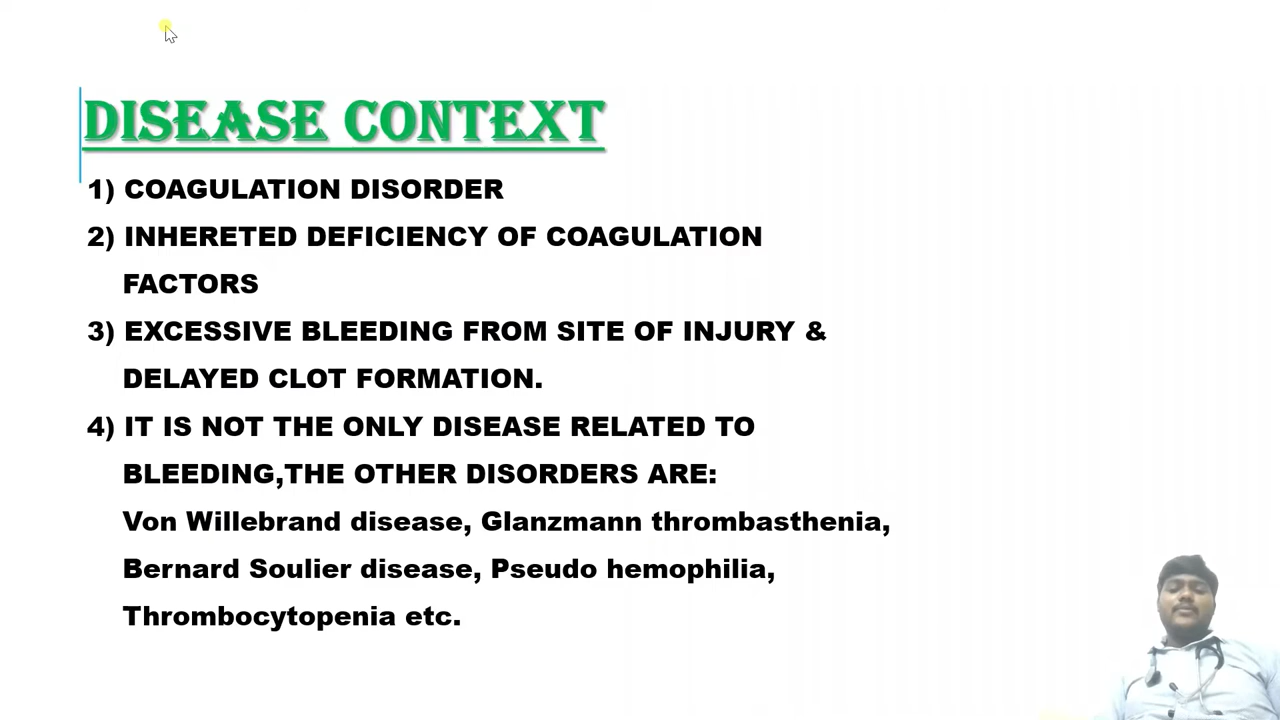 DISEASE CONTEXT
1) COAGULATION DISORDER
2) INHERETED DEFICIENCY OF COAGULATION
FACTORS
3) EXCESSIVE BLEEDING FROM SITE OF INJURY &
DELAYED CLOT FORMATION.
4) IT IS NOT THE ONLY DISEASE RELATED TO
BLEEDING,THE OTHER DISORDERS ARE:
Von Willebrand disease, Glanzmann thrombasthenia,
Bernard Soulier disease, Pseudo hemophilia,
Thrombocytopenia etc.